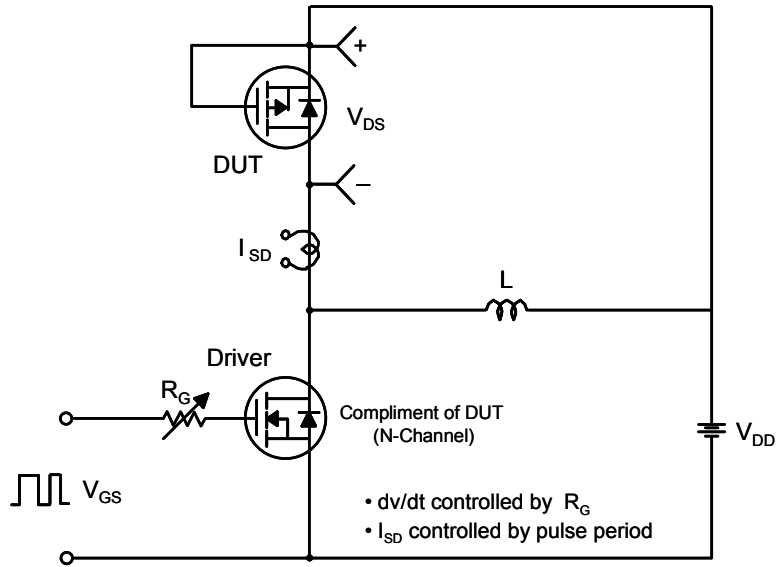 +
V_DS
DUT
–
I_SD
L
Driver
R_G
Compliment of DUT
(N-Channel)
V_DD
V_GS
• dv/dt controlled by R_G
• I_SD controlled by pulse period